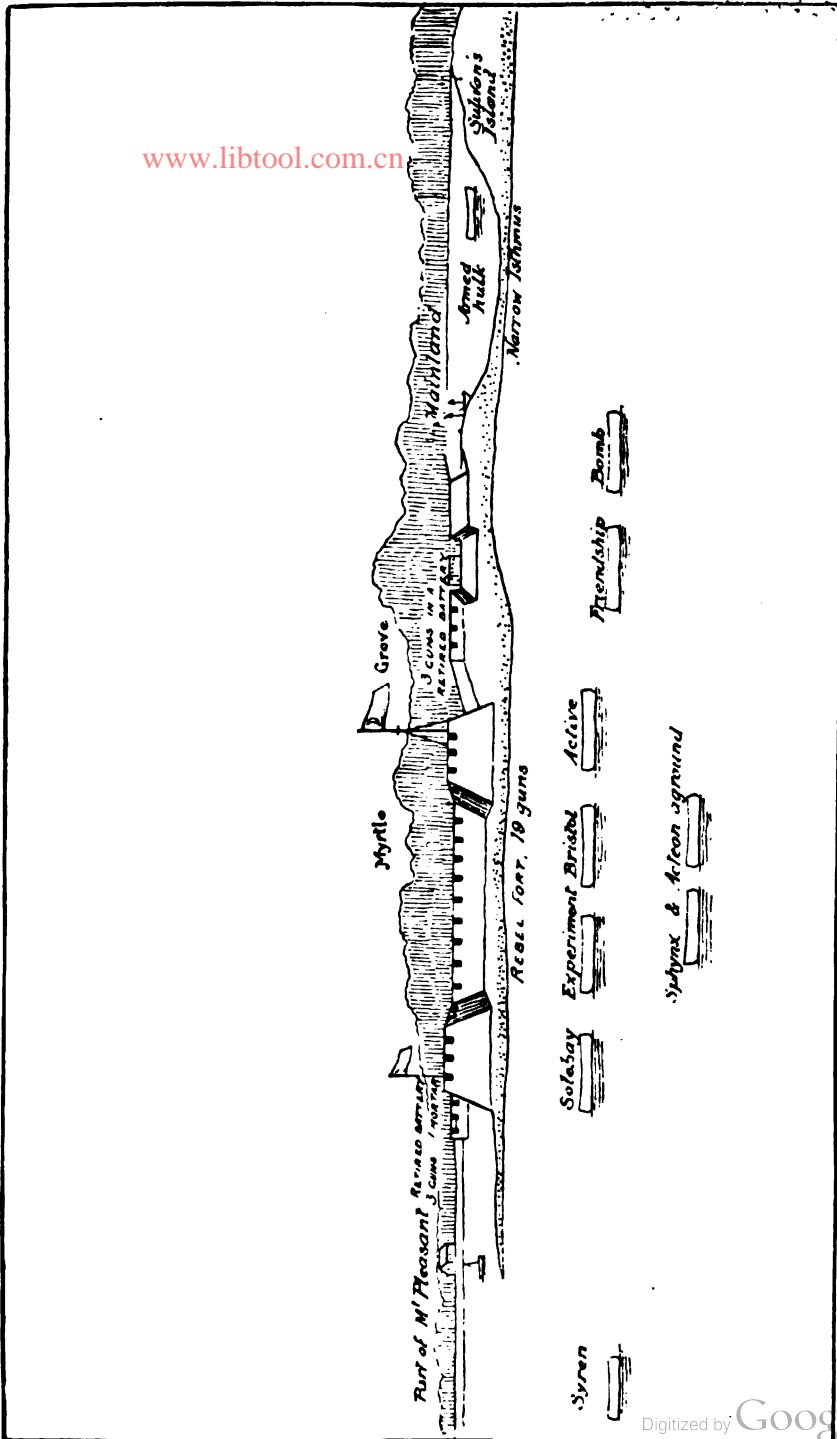 www.libtool.com.cn
Part of Mt Pleasant
RETIRED BATTERY
3 GUNS 1 MORTAR
Myrtle Grove
3 GUNS IN A
RETIRED BATTERY
Mainland
Armed
hulk
Sulivon's
Island
REBEL FORT, 19 guns
Narrow Isthmus
Syren
Solebay
Experiment
Bristol
Active
Friendship
Bomb
Sphynx & Acteon aground
Digitized by Goog